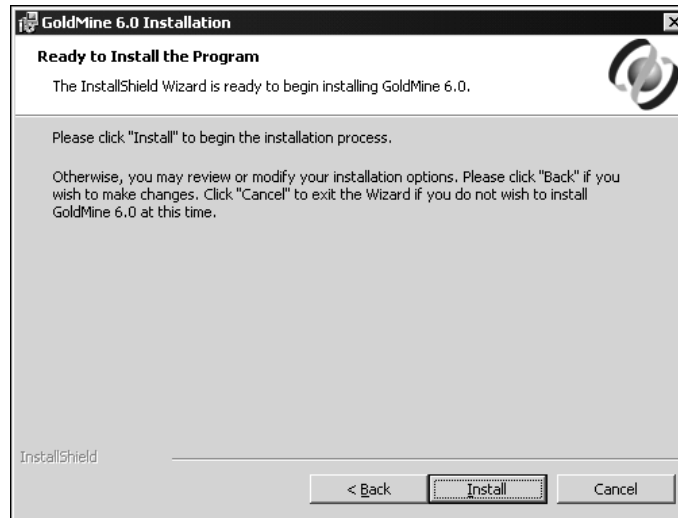 GoldMine 6.0 Installation
Ready to Install the Program
The InstallShield Wizard is ready to begin installing GoldMine 6.0.
Please click "Install" to begin the installation process.
Otherwise, you may review or modify your installation options. Please click "Back" if you
wish to make changes. Click "Cancel" to exit the Wizard if you do not wish to install
GoldMine 6.0 at this time.
InstallShield
< Back
Install
Cancel